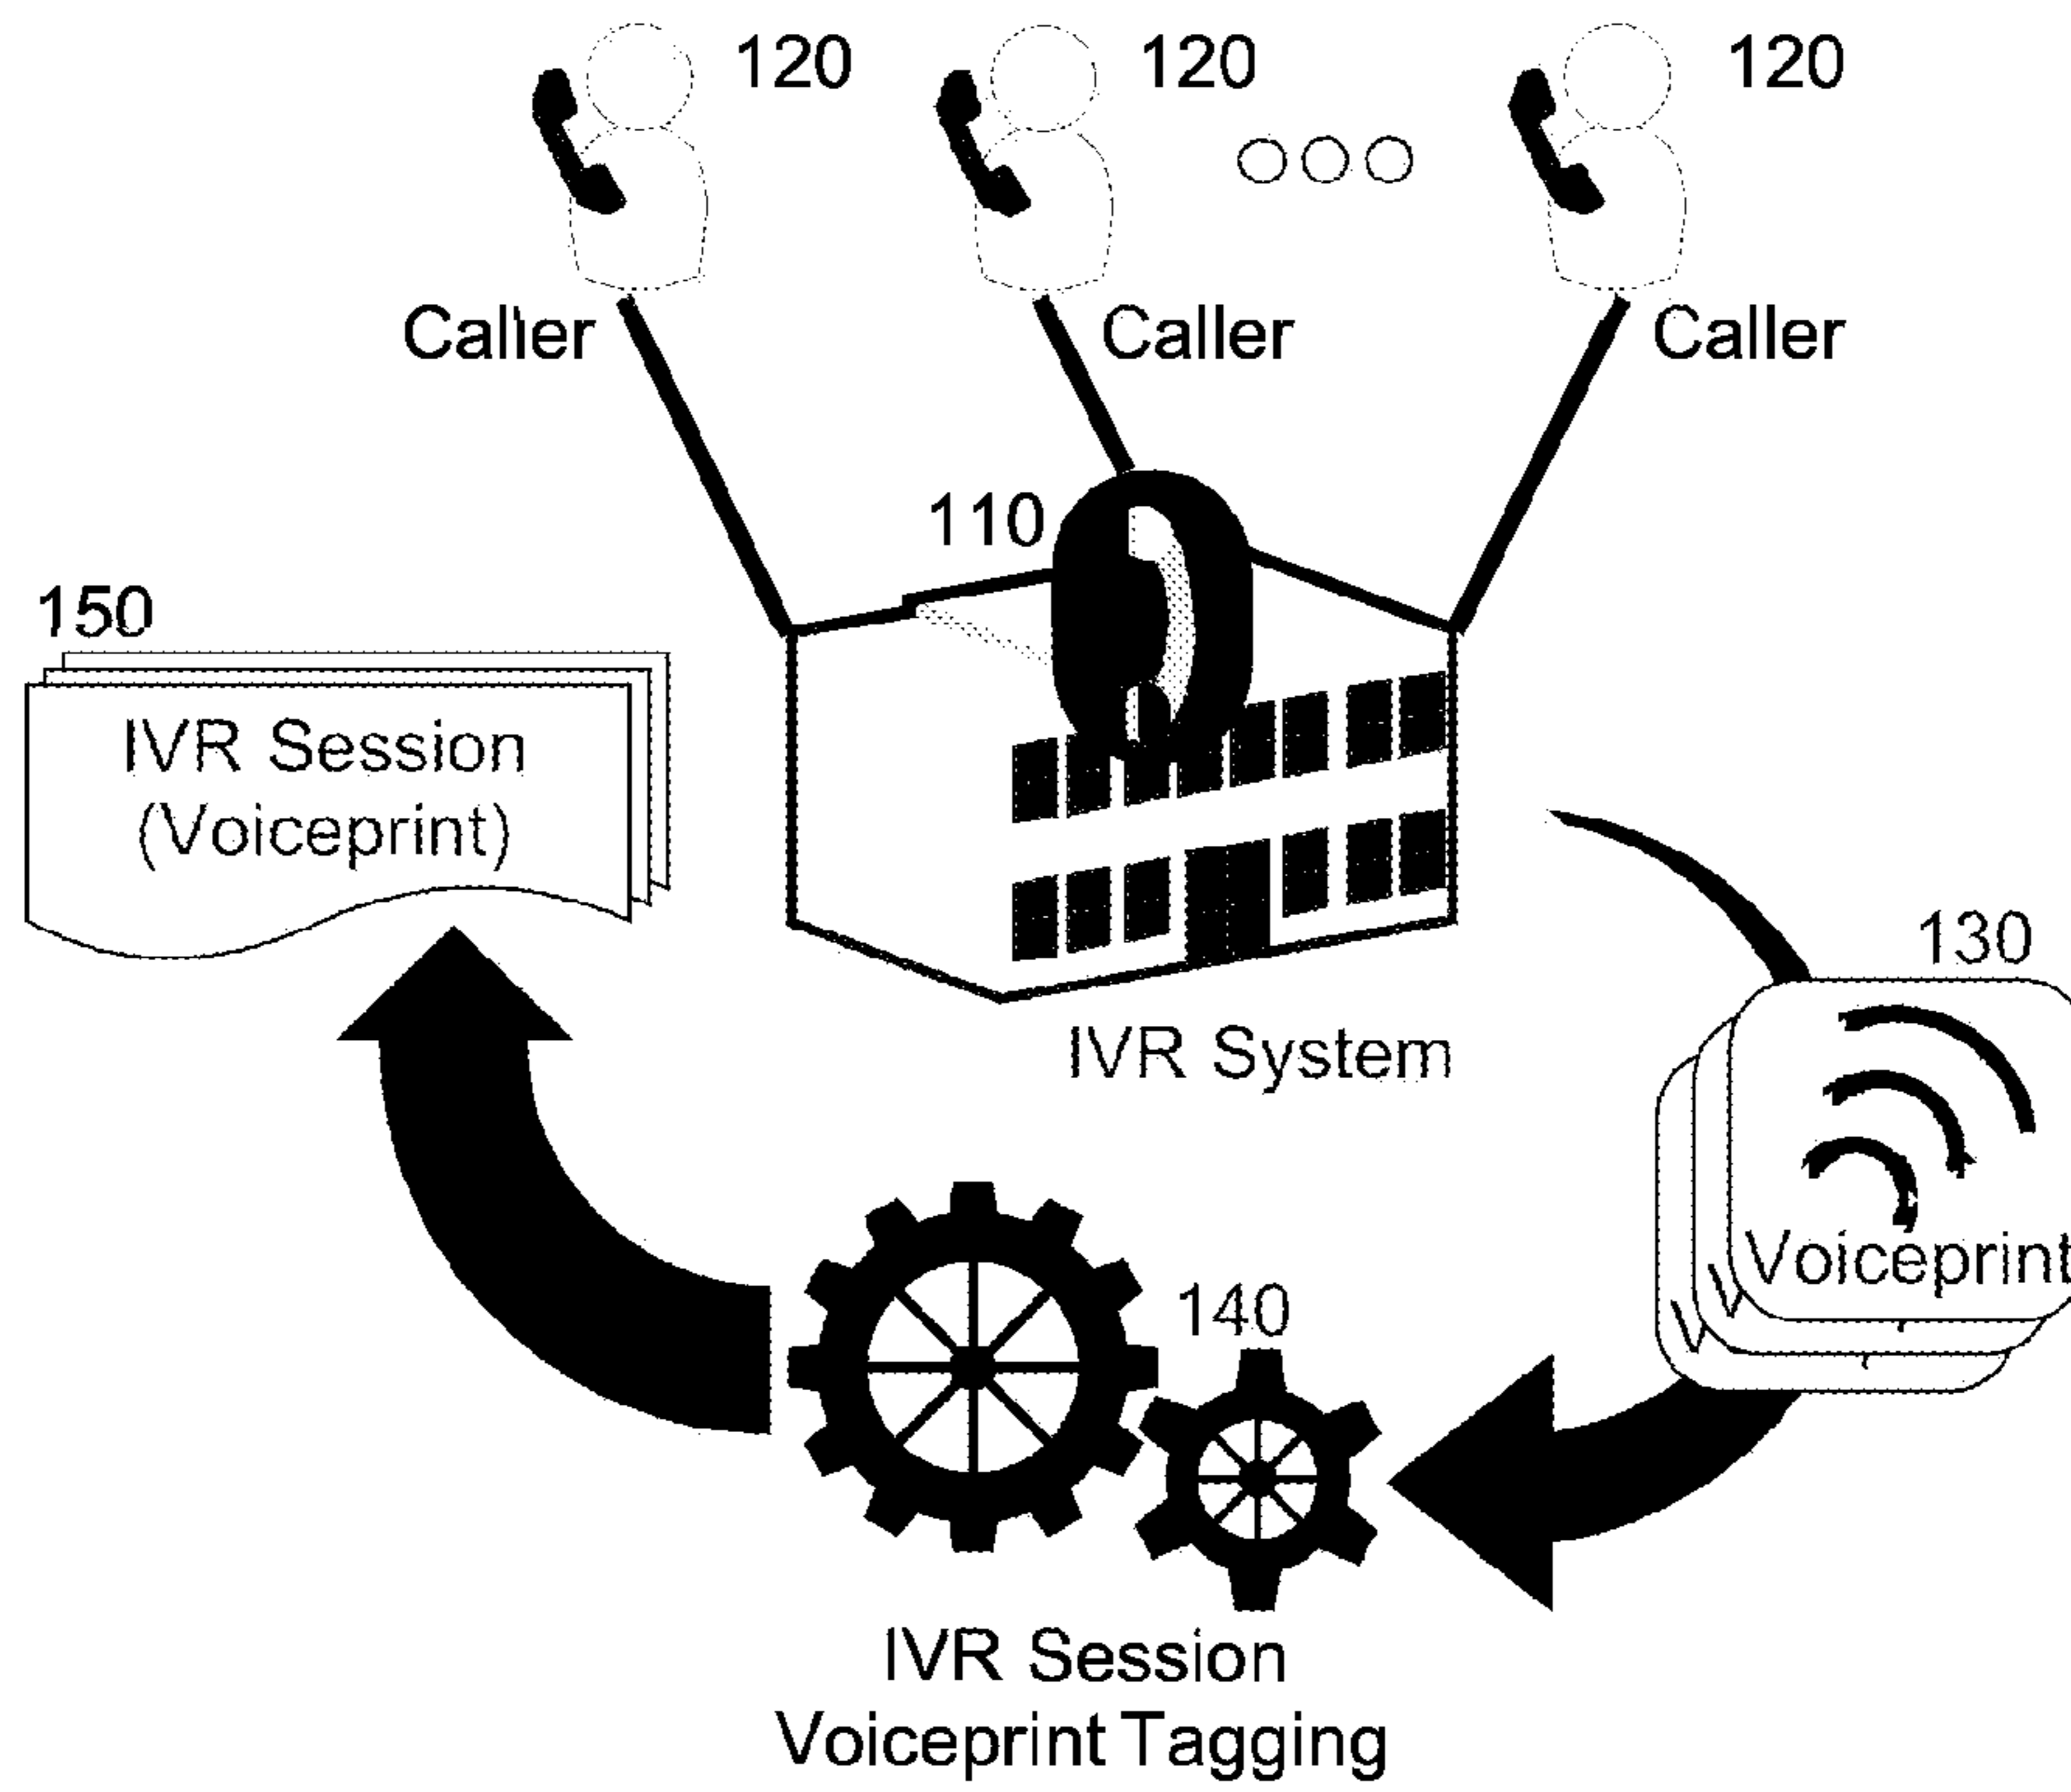 120
120
120
Caller
Caller
Caller
110
150
IVR Session
(Voiceprint)
130
IVR System
Voiceprint
V
V
140
IVR Session
Voiceprint Tagging